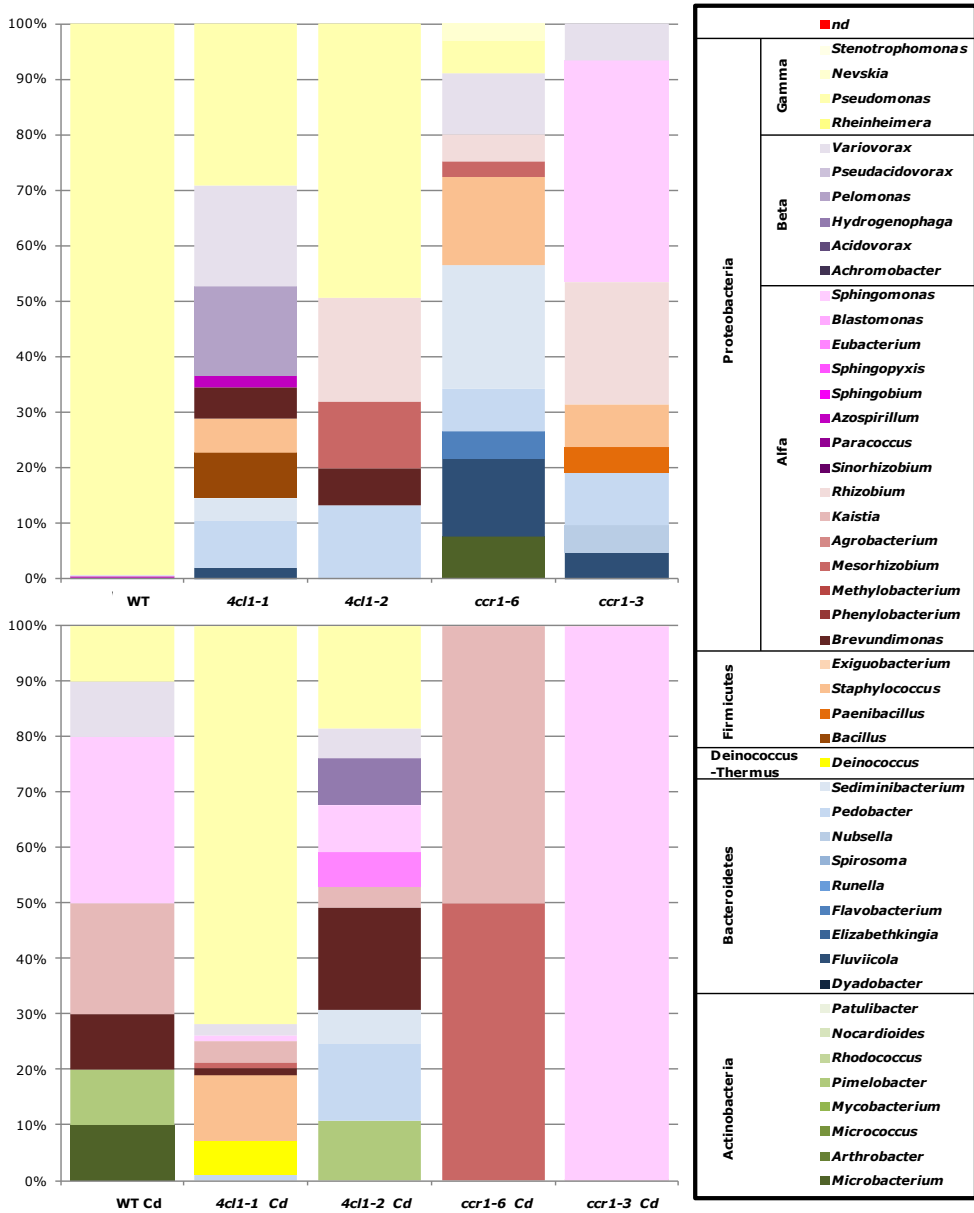 100%
90%
80%
70%
60%
50%
40%
30%
20%
10%
0%
WT
4cl1-1
4cl1-2
ccr1-6
ccr1-3
100%
90%
80%
70%
60%
50%
40%
30%
20%
10%
0%
WT Cd
4cl1-1 Cd
4cl1-2 Cd
ccr1-6 Cd
ccr1-3 Cd
nd
Proteobacteria
Gamma
Stenotrophomonas
Nevskia
Pseudomonas
Rheinheimera
Beta
Variovorax
Pseudacidovorax
Pelomonas
Hydrogenophaga
Acidovorax
Achromobacter
Alfa
Sphingomonas
Blastomonas
Eubacterium
Sphingopyxis
Sphingobium
Azospirillum
Paracoccus
Sinorhizobium
Rhizobium
Kaistia
Agrobacterium
Mesorhizobium
Methylobacterium
Phenylobacterium
Brevundimonas
Firmicutes
Exiguobacterium
Staphylococcus
Paenibacillus
Bacillus
Deinococcus
-Thermus
Deinococcus
Bacteroidetes
Sediminibacterium
Pedobacter
Nubsella
Spirosoma
Runella
Flavobacterium
Elizabethkingia
Fluviicola
Dyadobacter
Actinobacteria
Patulibacter
Nocardioides
Rhodococcus
Pimelobacter
Mycobacterium
Micrococcus
Arthrobacter
Microbacterium